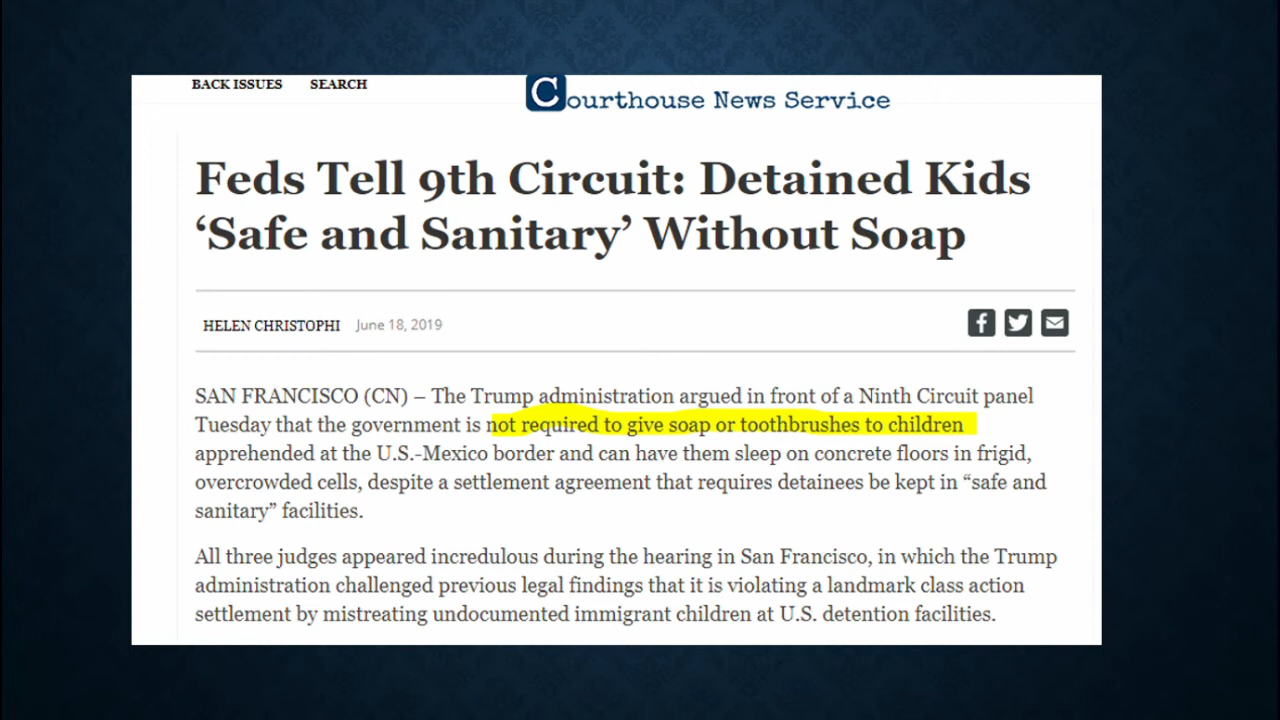 BACK ISSUES SEARCH
Courthouse News Service
Feds Tell 9th Circuit: Detained Kids
‘Safe and Sanitary’ Without Soap
HELEN CHRISTOPHI June 18, 2019
SAN FRANCISCO (CN) – The Trump administration argued in front of a Ninth Circuit panel
Tuesday that the government is not required to give soap or toothbrushes to children
apprehended at the U.S.-Mexico border and can have them sleep on concrete floors in frigid,
overcrowded cells, despite a settlement agreement that requires detainees be kept in “safe and
sanitary” facilities.
All three judges appeared incredulous during the hearing in San Francisco, in which the Trump
administration challenged previous legal findings that it is violating a landmark class action
settlement by mistreating undocumented immigrant children at U.S. detention facilities.